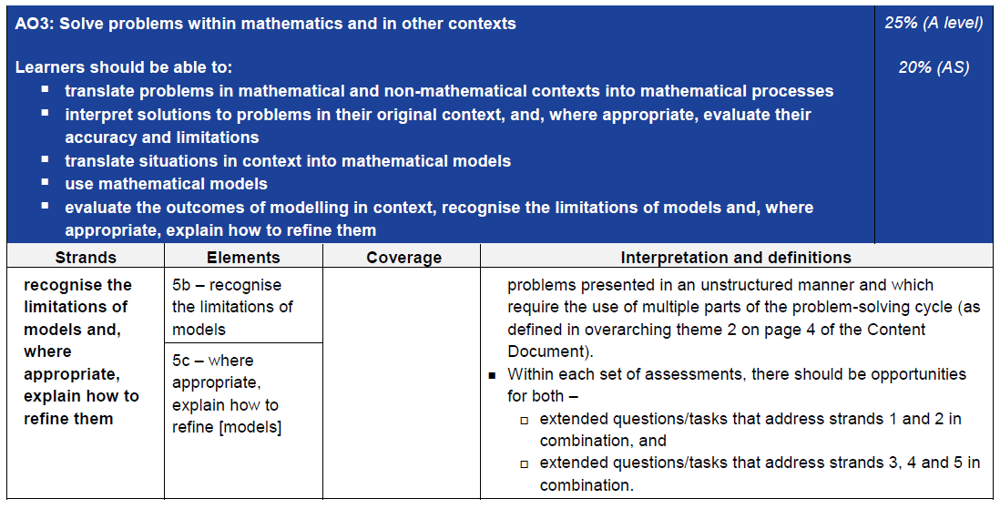 AO3: Solve problems within mathematics and in other contexts
25% (A level)
Learners should be able to:
20% (AS)
▪ translate problems in mathematical and non-mathematical contexts into mathematical processes
▪ interpret solutions to problems in their original context, and, where appropriate, evaluate their
accuracy and limitations
▪ translate situations in context into mathematical models
▪ use mathematical models
▪ evaluate the outcomes of modelling in context, recognise the limitations of models and, where
appropriate, explain how to refine them
Strands
Elements
Coverage
Interpretation and definitions
recognise the
limitations of
models and,
where
appropriate,
explain how to
refine them
5b – recognise
the limitations of
models
5c – where
appropriate,
explain how to
refine [models]
problems presented in an unstructured manner and which
require the use of multiple parts of the problem-solving cycle (as
defined in overarching theme 2 on page 4 of the Content
Document).
▪ Within each set of assessments, there should be opportunities
for both –
▫ extended questions/tasks that address strands 1 and 2 in
combination, and
▫ extended questions/tasks that address strands 3, 4 and 5 in
combination.